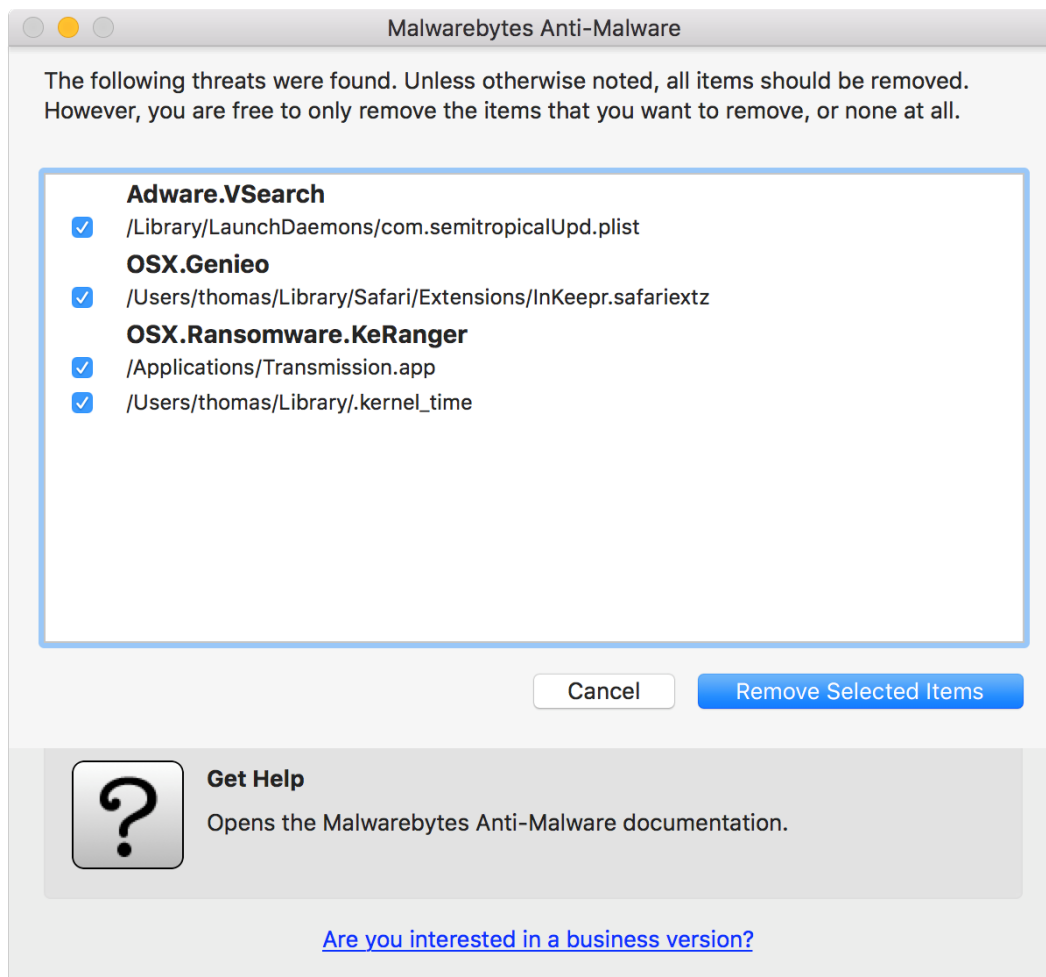 Malwarebytes Anti-Malware
The following threats were found. Unless otherwise noted, all items should be removed.
However, you are free to only remove the items that you want to remove, or none at all.
Adware.VSearch
/Library/LaunchDaemons/com.semitropicalUpd.plist
OSX.Genieo
/Users/thomas/Library/Safari/Extensions/InKeepr.safariextz
OSX.Ransomware.KeRanger
/Applications/Transmission.app
/Users/thomas/Library/.kernel_time
Cancel
Remove Selected Items
?
Get Help
Opens the Malwarebytes Anti-Malware documentation.
Are you interested in a business version?